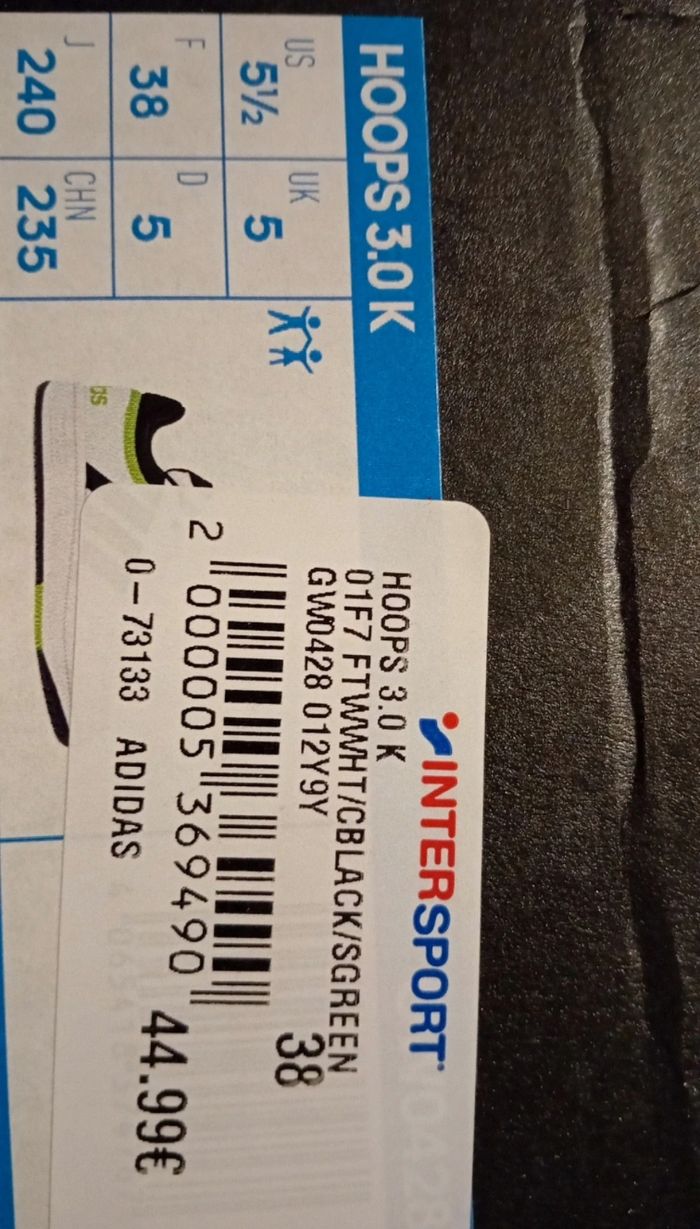 HOOPS 3.0 K
US 5½ UK 5
F 38 D 5
J 240 CHN 235
INTERSPORT
HOOPS 3.0 K
01F7 FTWWHT/CBLACK/SGREEN
GW0428 012Y9Y 38
2 000005 369490
0-73133 ADIDAS 44.99€